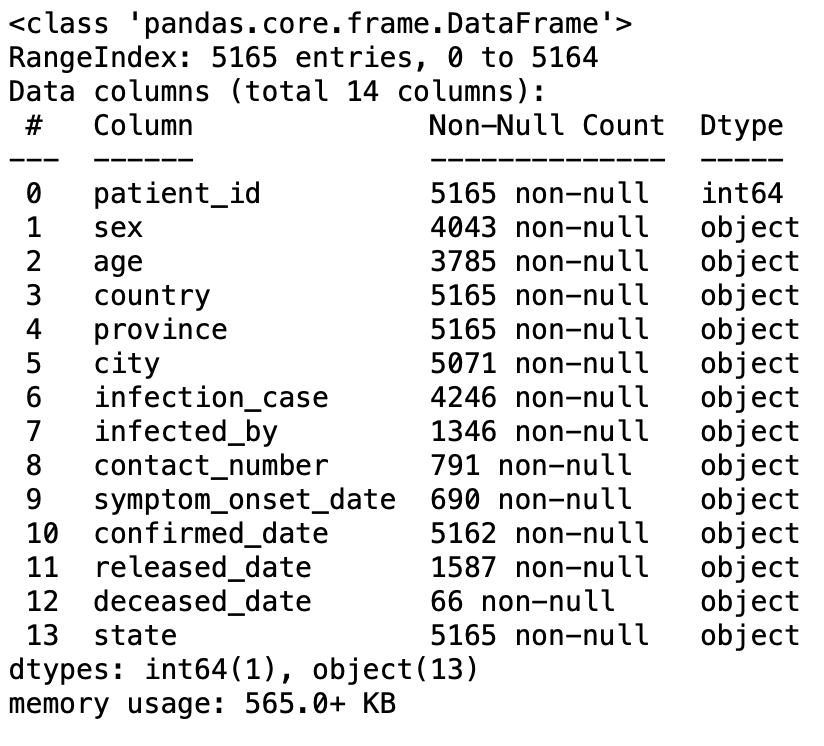 <class 'pandas.core.frame.DataFrame'>
RangeIndex: 5165 entries, 0 to 5164
Data columns (total 14 columns):
 #   Column              Non-Null Count  Dtype
---  ------              --------------  -----
 0   patient_id          5165 non-null   int64
 1   sex                 4043 non-null   object
 2   age                 3785 non-null   object
 3   country             5165 non-null   object
 4   province            5165 non-null   object
 5   city                5071 non-null   object
 6   infection_case      4246 non-null   object
 7   infected_by         1346 non-null   object
 8   contact_number      791 non-null    object
 9   symptom_onset_date  690 non-null    object
 10  confirmed_date      5162 non-null   object
 11  released_date       1587 non-null   object
 12  deceased_date       66 non-null     object
 13  state               5165 non-null   object
dtypes: int64(1), object(13)
memory usage: 565.0+ KB